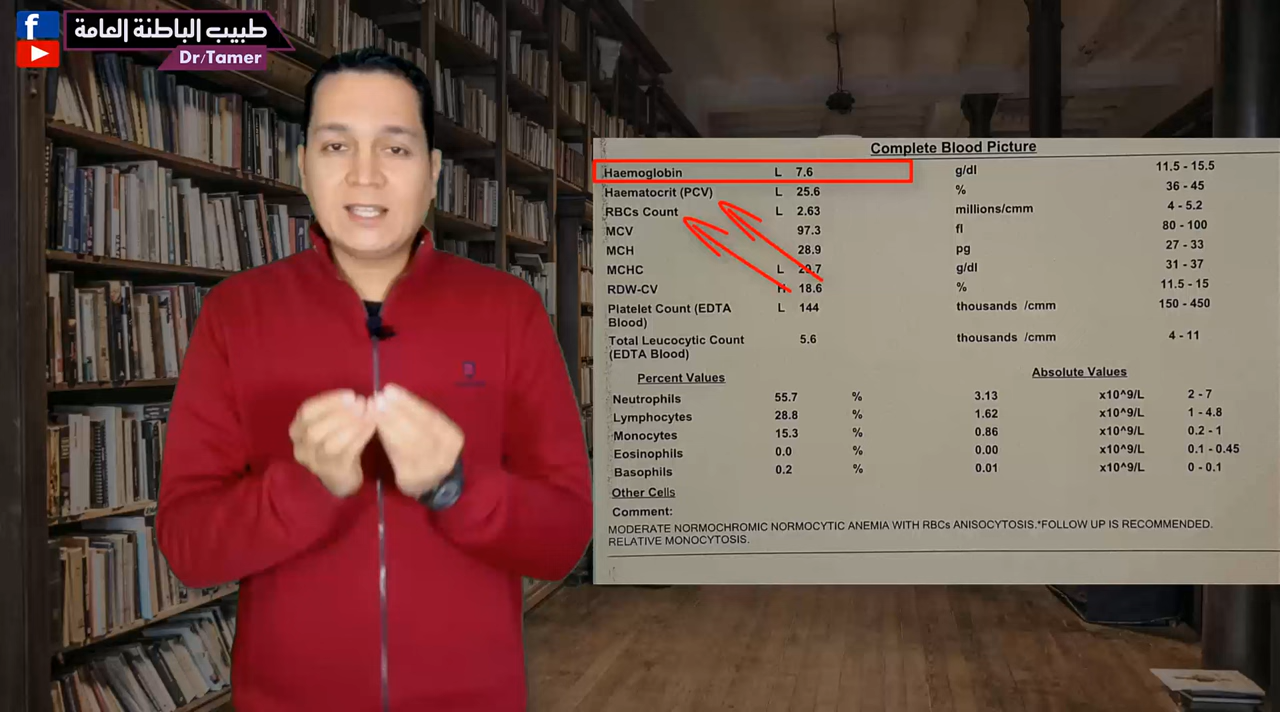 f
طبيب الباطنة العامة
Dr/Tamer
Complete Blood Picture
Haemoglobin L 7.6 g/dl 11.5 - 15.5
Haematocrit (PCV) L 25.6 % 36 - 45
RBCs Count L 2.63 millions/cmm 4 - 5.2
MCV 97.3 fl 80 - 100
MCH 28.9 pg 27 - 33
MCHC L 29.7 g/dl 31 - 37
RDW-CV H 18.6 % 11.5 - 15
Platelet Count (EDTA L 144 thousands /cmm 150 - 450
Blood)
Total Leucocytic Count 5.6 thousands /cmm 4 - 11
(EDTA Blood)
Percent Values Absolute Values
Neutrophils 55.7 % 3.13 x10^9/L 2 - 7
Lymphocytes 28.8 % 1.62 x10^9/L 1 - 4.8
Monocytes 15.3 % 0.86 x10^9/L 0.2 - 1
Eosinophils 0.0 % 0.00 x10^9/L 0.1 - 0.45
Basophils 0.2 % 0.01 x10^9/L 0 - 0.1
Other Cells
Comment:
MODERATE NORMOCHROMIC NORMOCYTIC ANEMIA WITH RBCs ANISOCYTOSIS.*FOLLOW UP IS RECOMMENDED.
RELATIVE MONOCYTOSIS.